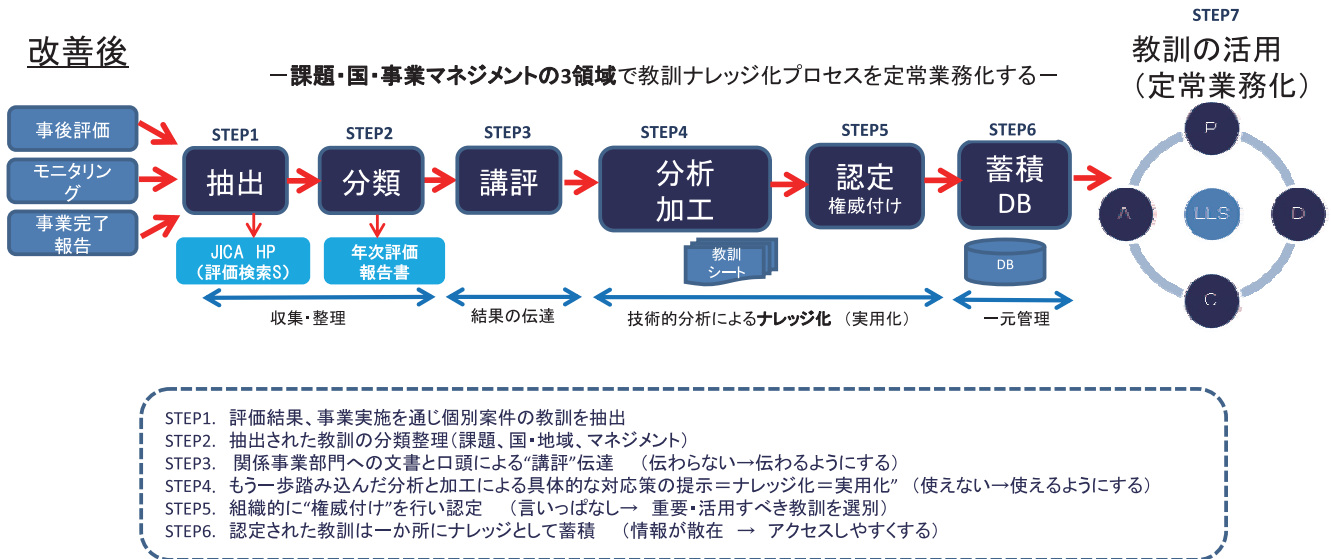 改善後
－課題・国・事業マネジメントの3領域で教訓ナレッジ化プロセスを定常業務化する－
STEP7
教訓の活用
（定常業務化）
事後評価
モニタリン
グ
事業完了
報告
STEP1
抽出
STEP2
分類
STEP3
講評
STEP4
分析
加工
STEP5
認定
権威付け
STEP6
蓄積
DB
JICA HP
（評価検索S）
年次評価
報告書
教訓
シート
DB
収集・整理
結果の伝達
技術的分析によるナレッジ化 （実用化）
一元管理
P
A
LLS
D
C
STEP1. 評価結果、事業実施を通じ個別案件の教訓を抽出
STEP2. 抽出された教訓の分類整理（課題、国・地域、マネジメント）
STEP3. 関係事業部門への文書と口頭による“講評”伝達 （伝わらない→伝わるようにする）
STEP4. もう一歩踏み込んだ分析と加工による具体的な対応策の提示＝ナレッジ化＝実用化” （使えない→使えるようにする）
STEP5. 組織的に“権威付け”を行い認定 （言いっぱなし→ 重要・活用すべき教訓を選別）
STEP6. 認定された教訓は一か所にナレッジとして蓄積 （情報が散在 → アクセスしやすくする）